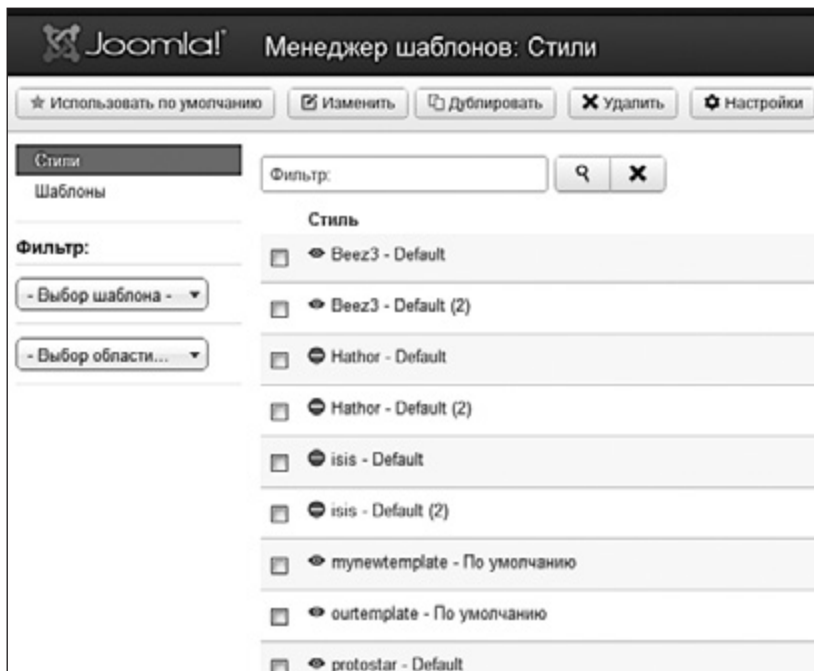 Joomla!
Менеджер шаблонов: Стили
Использовать по умолчанию Изменить Дублировать Удалить Настройки
Стили
Шаблоны
Фильтр:
- Выбор шаблона -
- Выбор области...
Фильтр:
Стиль
Beez3 - Default
Beez3 - Default (2)
Hathor - Default
Hathor - Default (2)
isis - Default
isis - Default (2)
mynewtemplate - По умолчанию
ourtemplate - По умолчанию
protostar - Default